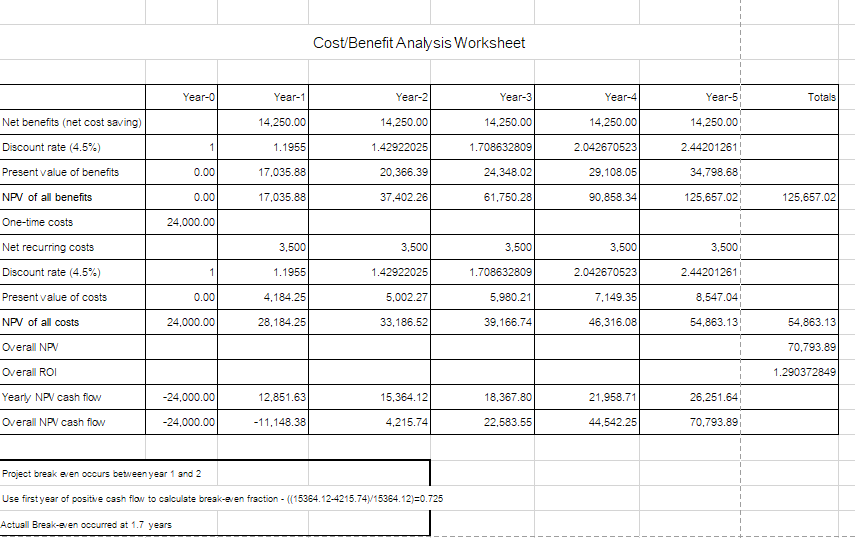 Cost/Benefit Analysis Worksheet
Year-0 Year-1 Year-2 Year-3 Year-4 Year-5 Totals
Net benefits (net cost saving) 14,250.00 14,250.00 14,250.00 14,250.00 14,250.00
Discount rate (4.5%) 1 1.1955 1.42922025 1.708632809 2.042670523 2.44201261
Present value of benefits 0.00 17,035.88 20,366.39 24,348.02 29,108.05 34,798.68
NPV of all benefits 0.00 17,035.88 37,402.26 61,750.28 90,858.34 125,657.02 125,657.02
One-time costs 24,000.00
Net recurring costs 3,500 3,500 3,500 3,500 3,500
Discount rate (4.5%) 1 1.1955 1.42922025 1.708632809 2.042670523 2.44201261
Present value of costs 0.00 4,184.25 5,002.27 5,980.21 7,149.35 8,547.04
NPV of all costs 24,000.00 28,184.25 33,186.52 39,166.74 46,316.08 54,863.13 54,863.13
Overall NPV 70,793.89
Overall ROI 1.290372849
Yearly NPV cash flow -24,000.00 12,851.63 15,364.12 18,367.80 21,958.71 26,251.64
Overall NPV cash flow -24,000.00 -11,148.38 4,215.74 22,583.55 44,542.25 70,793.89
Project break even occurs between year 1 and 2
Use first year of positive cash flow to calculate break-even fraction - ((15364.12-4215.74)/15364.12)=0.725
Actuall Break-even occurred at 1.7 years